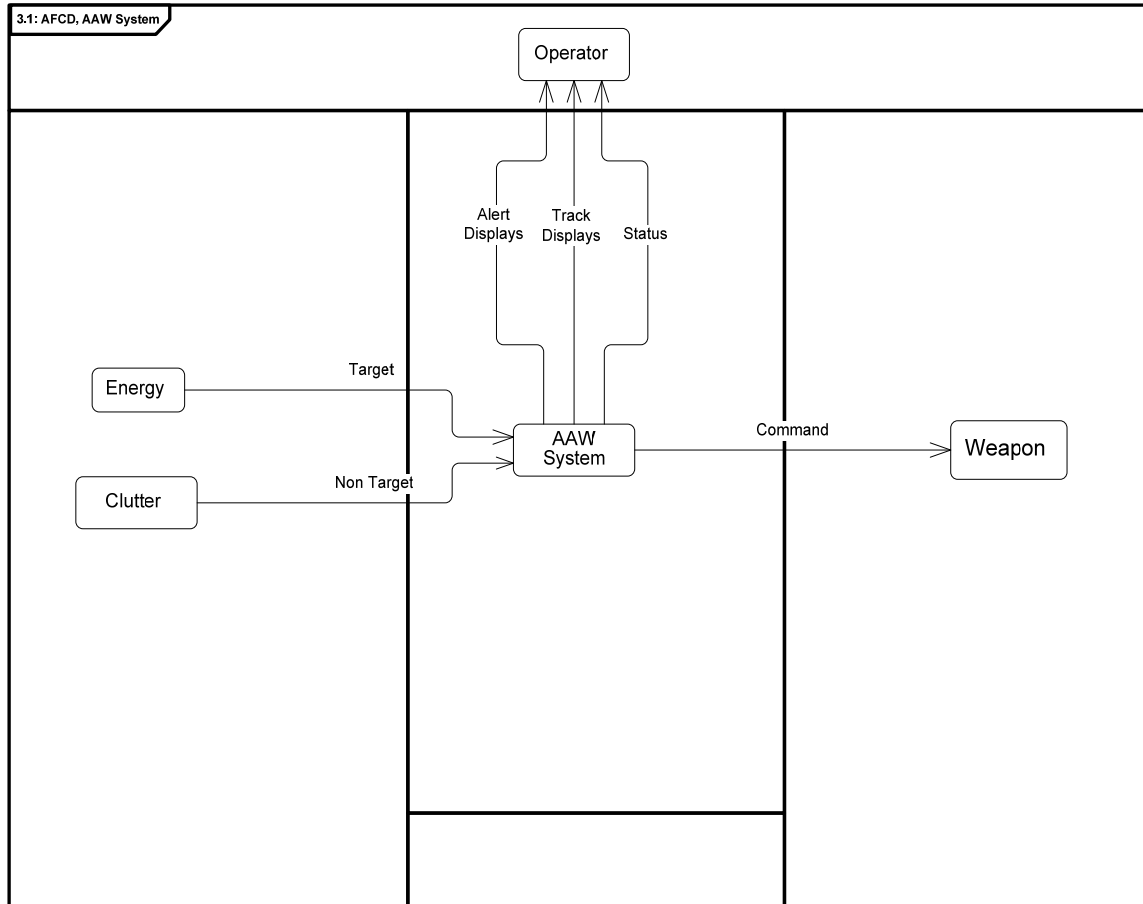 3.1: AFCD, AAW System
Operator
Alert
Displays
Track
Displays
Status
Target
Energy
AAW
System
Command
Weapon
Non Target
Clutter